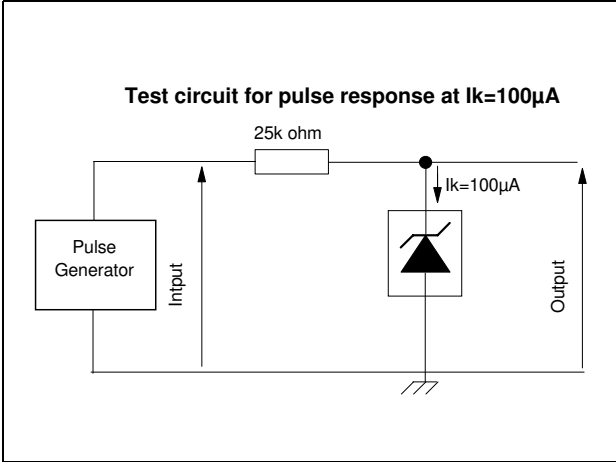 Test circuit for pulse response at Ik=100µA
25k ohm
Ik=100µA
Pulse
Generator
Intput
Output